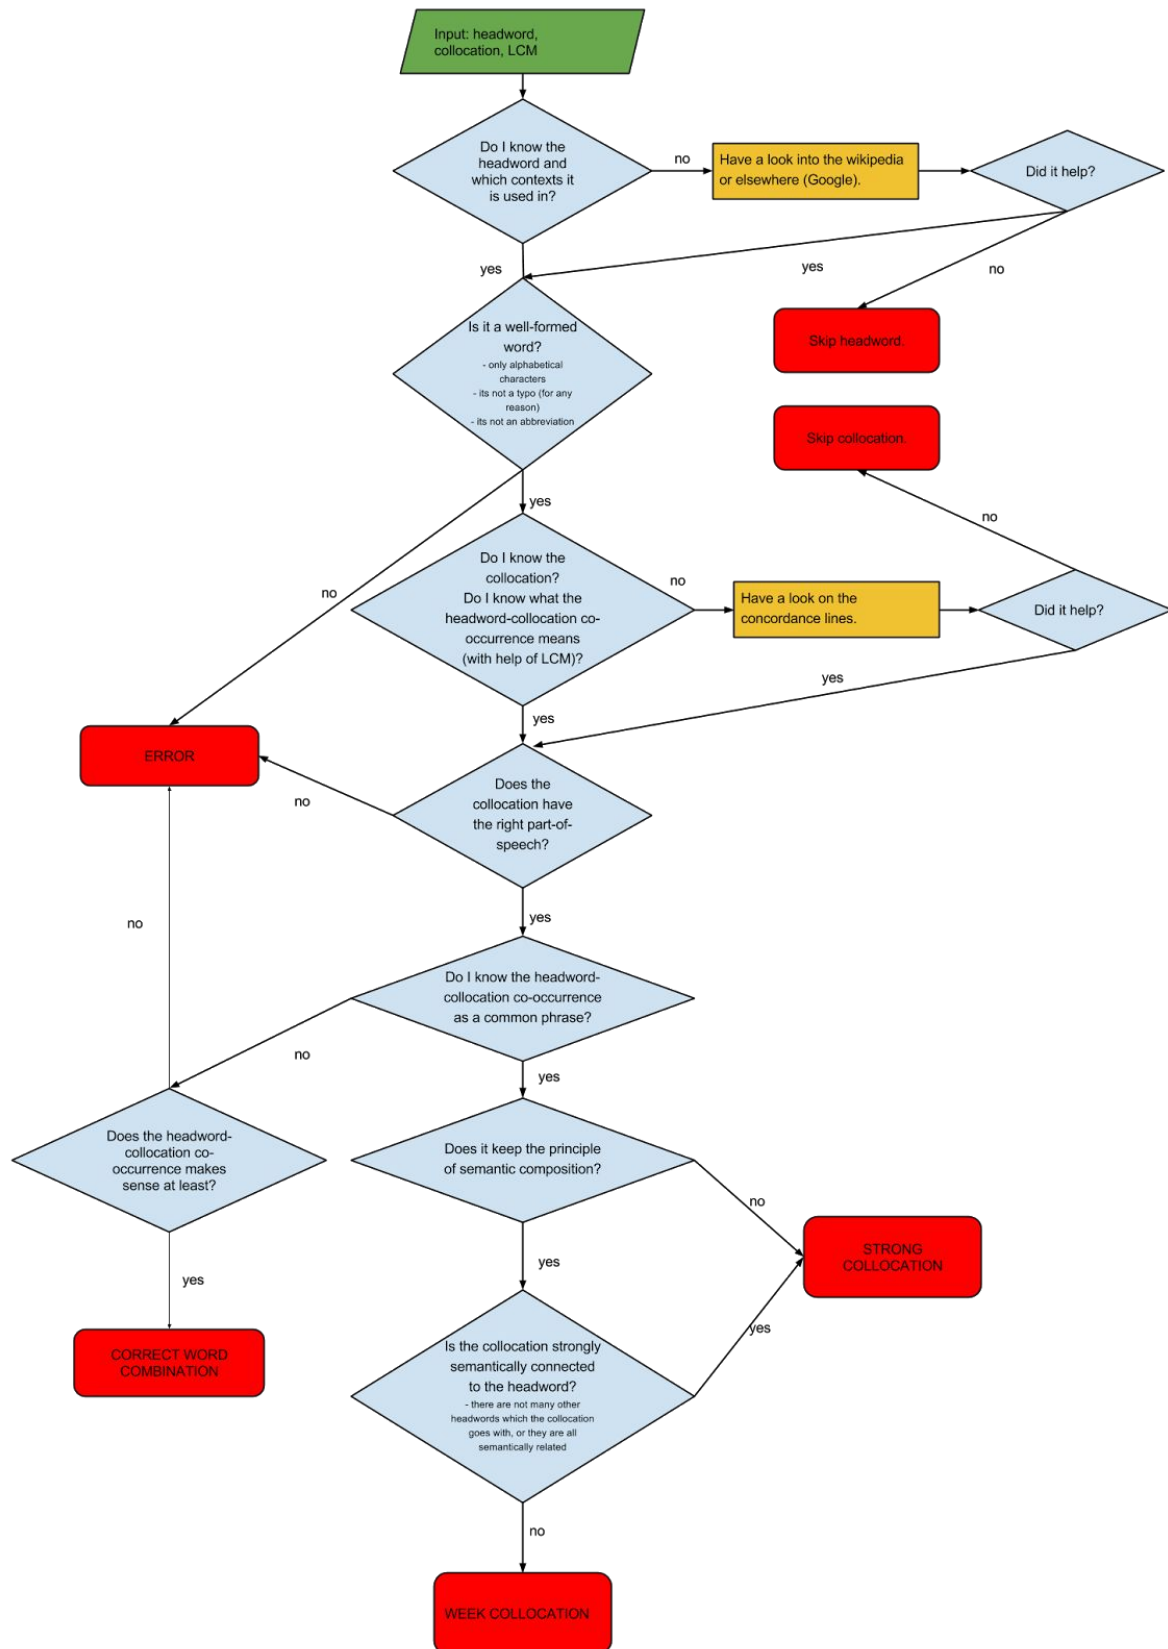 Input: headword,
collocation, LCM
Do I know the
headword and
which contexts it
is used in?
no
Have a look into the wikipedia
or elsewhere (Google).
Did it help?
yes
yes
no
Is it a well-formed
word?
- only alphabetical
characters
- its not a typo (for any
reason)
- its not an abbreviation
Skip headword.
Skip collocation.
yes
no
no
Do I know the
collocation?
Do I know what the
headword-collocation co-
occurrence means
(with help of LCM)?
no
Have a look on the
concordance lines.
Did it help?
yes
yes
ERROR
no
Does the
collocation have
the right part-of-
speech?
yes
no
Do I know the headword-
collocation co-occurrence
as a common phrase?
no
yes
Does the headword-
collocation co-
occurrence makes
sense at least?
Does it keep the principle
of semantic composition?
no
yes
yes
STRONG
COLLOCATION
yes
CORRECT WORD
COMBINATION
Is the collocation strongly
semantically connected
to the headword?
- there are not many other
headwords which the collocation
goes with, or they are all
semantically related
no
WEEK COLLOCATION